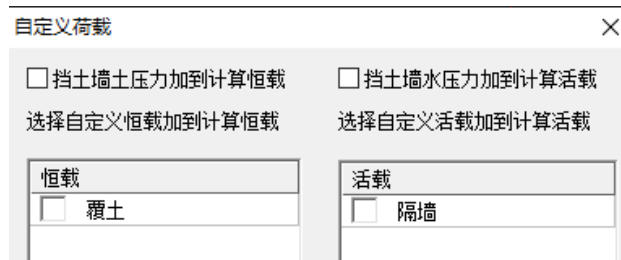 自定义荷载
挡土墙土压力加到计算恒载
挡土墙水压力加到计算活载
选择自定义恒载加到计算恒载
选择自定义活载加到计算活载
恒载
覆土
活载
隔墙